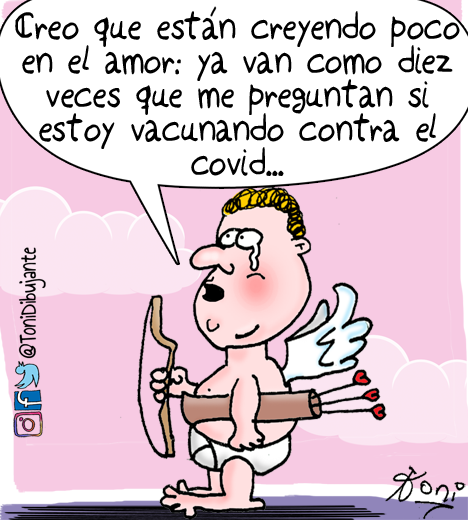 Creo que están creyendo poco
en el amor: ya van como diez
veces que me preguntan si
estoy vacunando contra el
covid...
@ToniDibujante
Toni